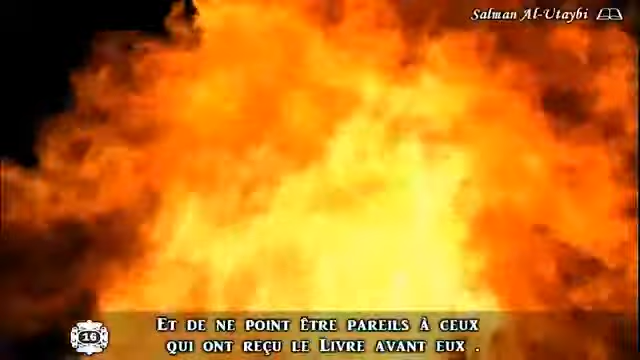 Salman Al-Utaybi
16
Et de ne point être pareils à ceux
qui ont reçu le Livre avant eux .